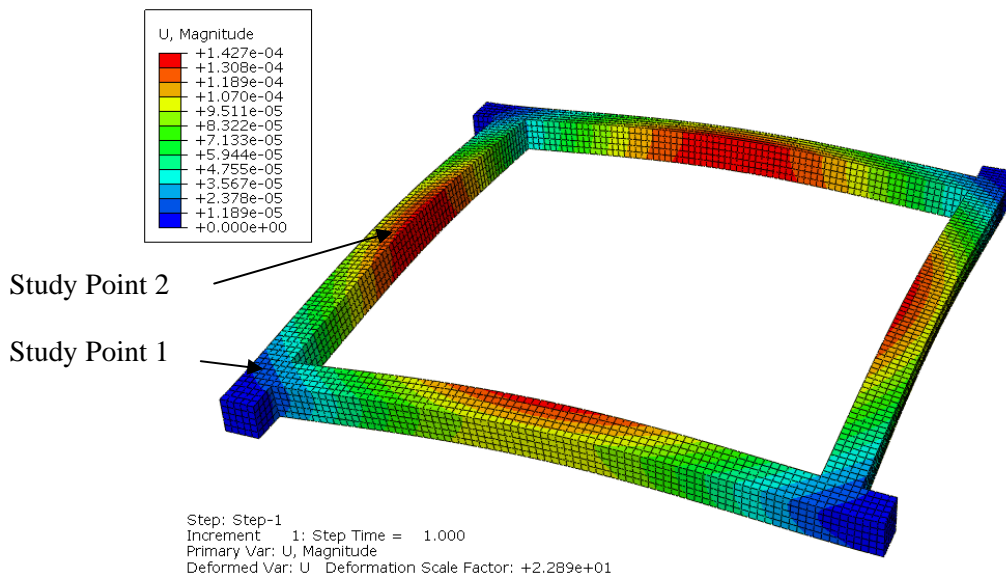 U, Magnitude
+1.427e-04
+1.308e-04
+1.189e-04
+1.070e-04
+9.511e-05
+8.322e-05
+7.133e-05
+5.944e-05
+4.755e-05
+3.567e-05
+2.378e-05
+1.189e-05
+0.000e+00
Study Point 2
Study Point 1
Step: Step-1
Increment 1: Step Time = 1.000
Primary Var: U, Magnitude
Deformed Var: U Deformation Scale Factor: +2.289e+01